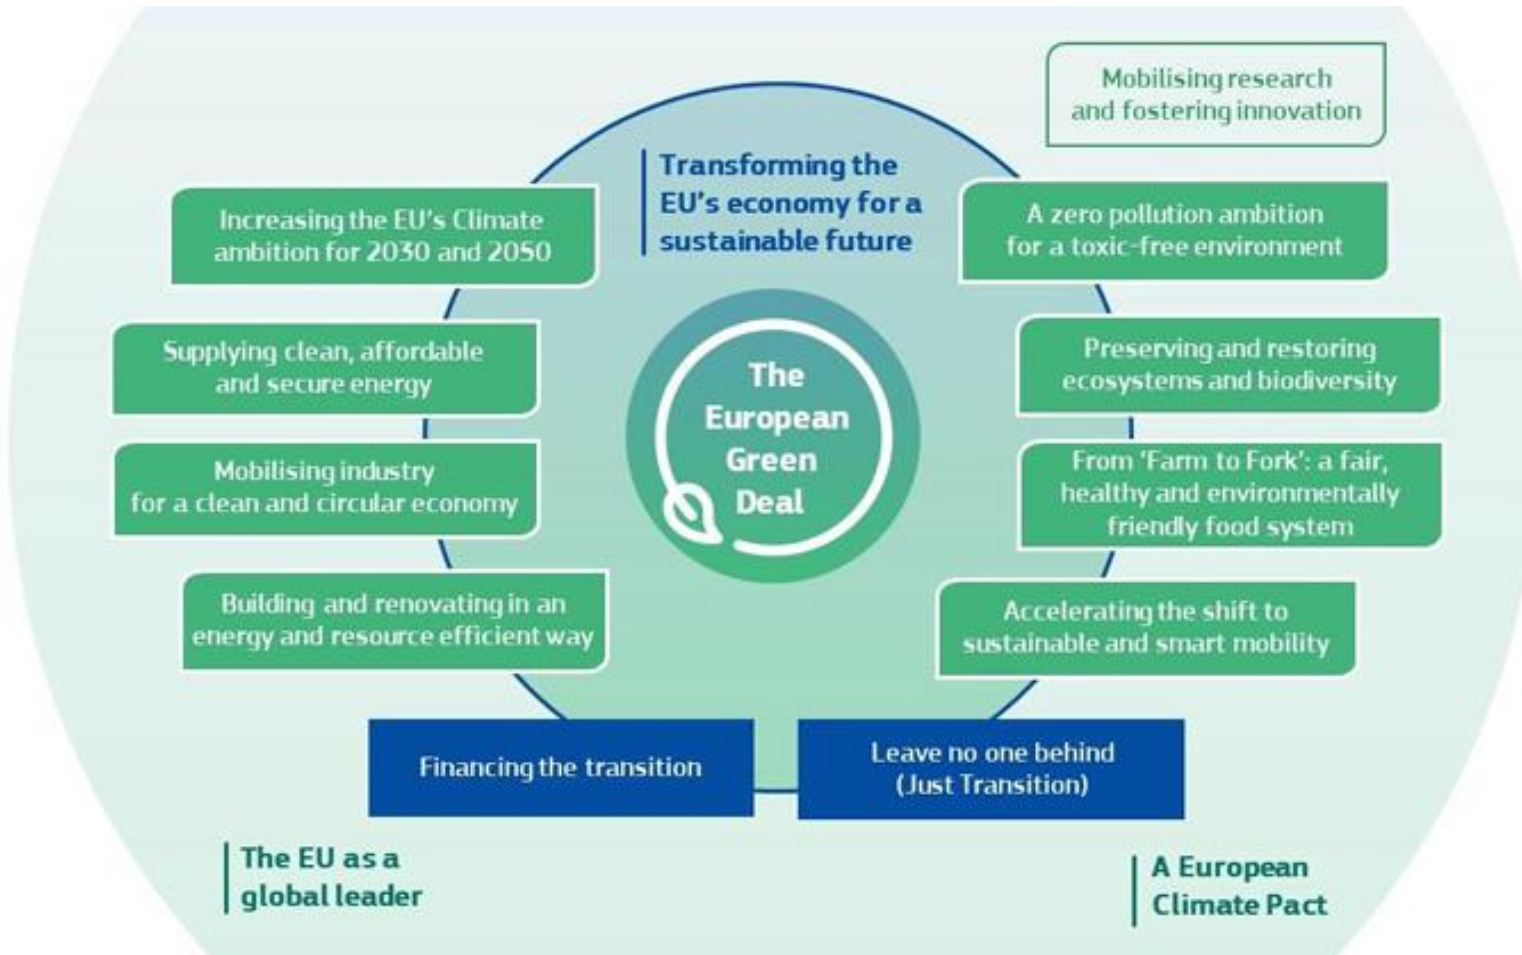 Mobilising research
and fostering innovation
Transforming the
EU's economy for a
sustainable future
Increasing the EU's Climate
ambition for 2030 and 2050
A zero pollution ambition
for a toxic-free environment
Supplying clean, affordable
and secure energy
Preserving and restoring
ecosystems and biodiversity
The
European
Green
Deal
Mobilising industry
for a clean and circular economy
From ‘Farm to Fork’: a fair,
healthy and environmentally
friendly food system
Building and renovating in an
energy and resource efficient way
Accelerating the shift to
sustainable and smart mobility
Financing the transition
Leave no one behind
(Just Transition)
The EU as a
global leader
A European
Climate Pact